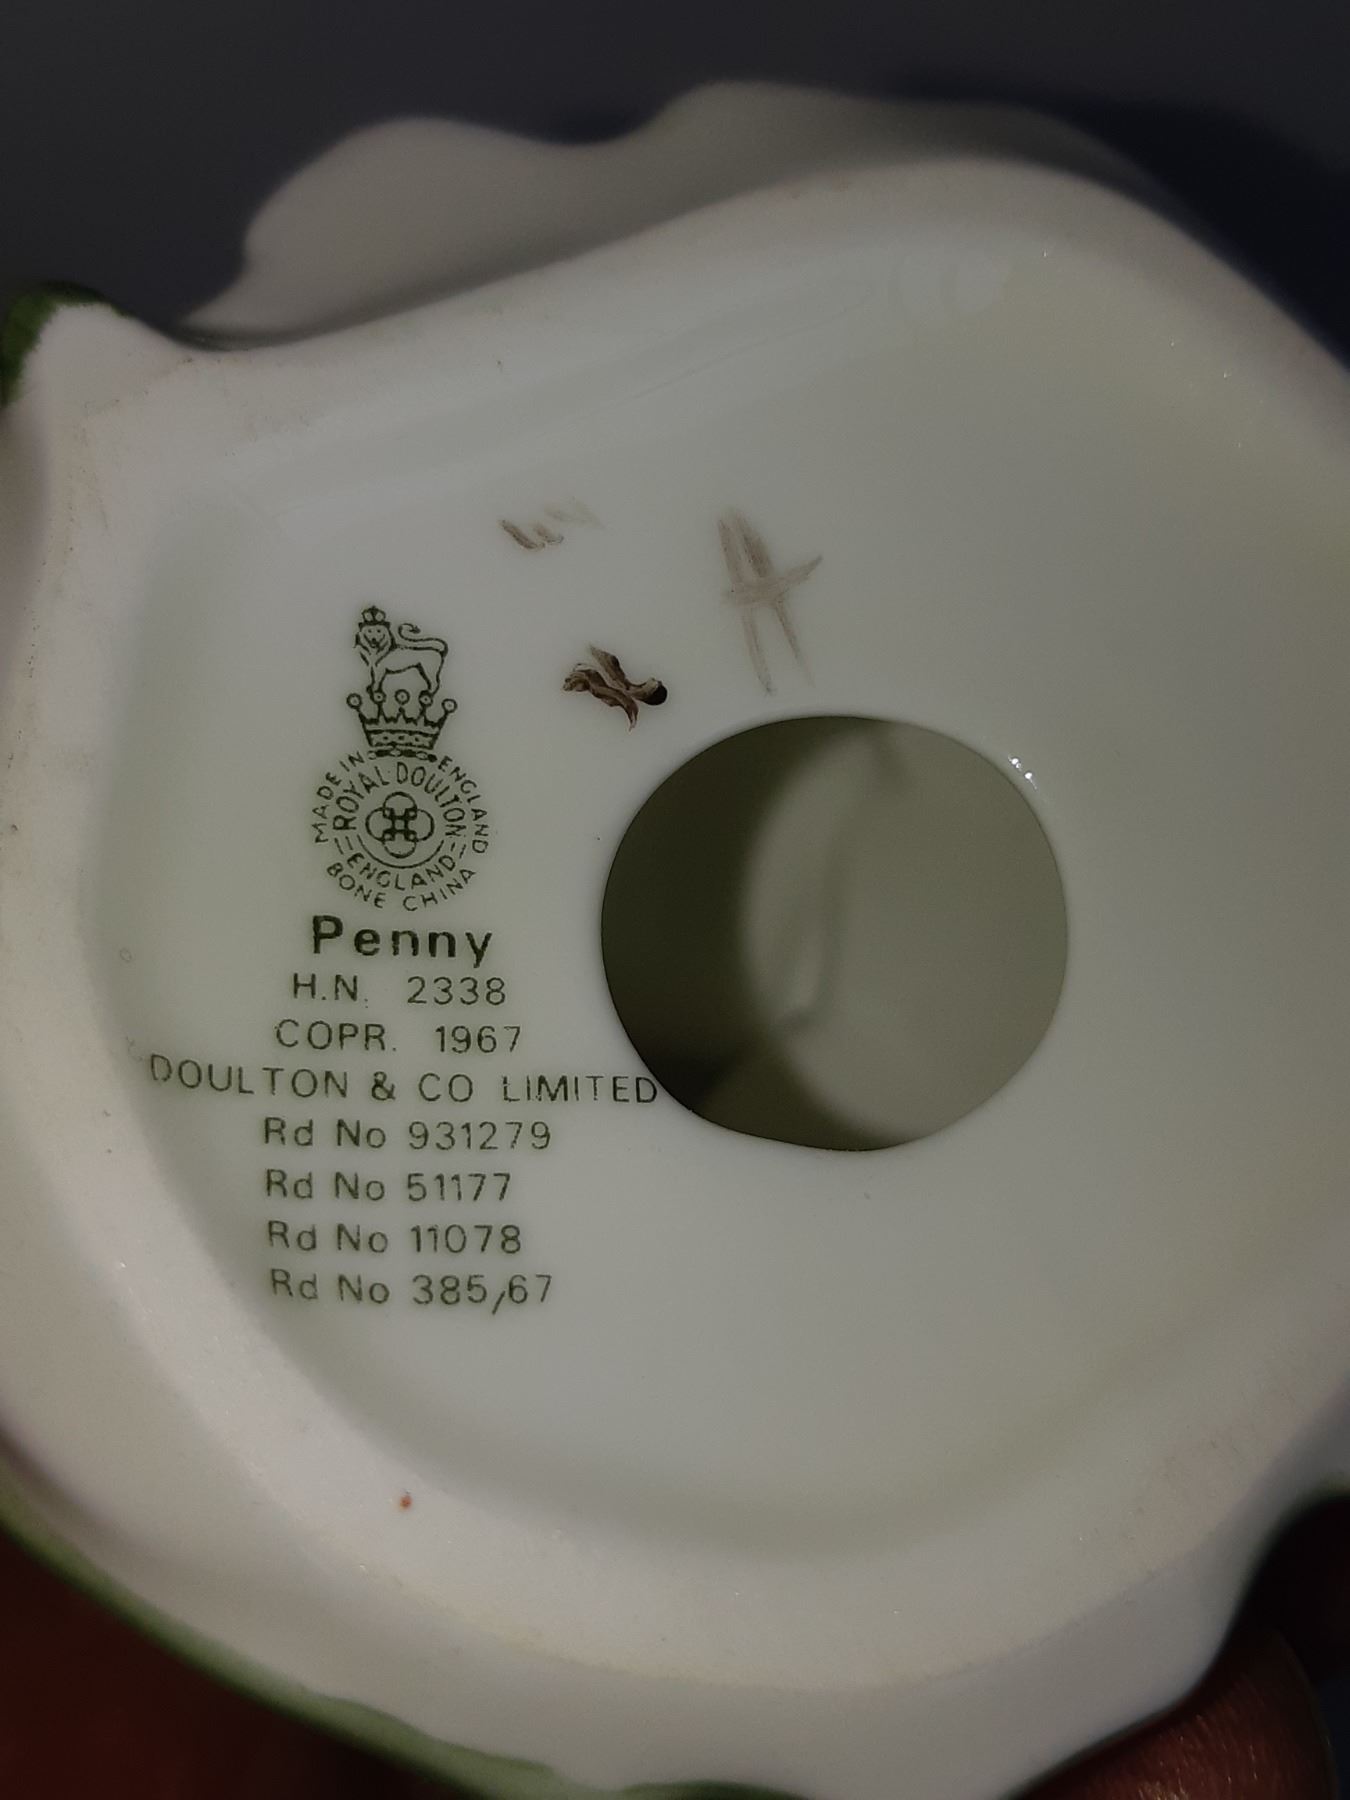 H
MADE IN ENGLAND
ROYAL DOULTON
ENGLAND
BONE CHINA
Penny
H.N. 2338
COPR. 1967
DOULTON & CO LIMITED
Rd No 931279
Rd No 51177
Rd No 11078
Rd No 385/67